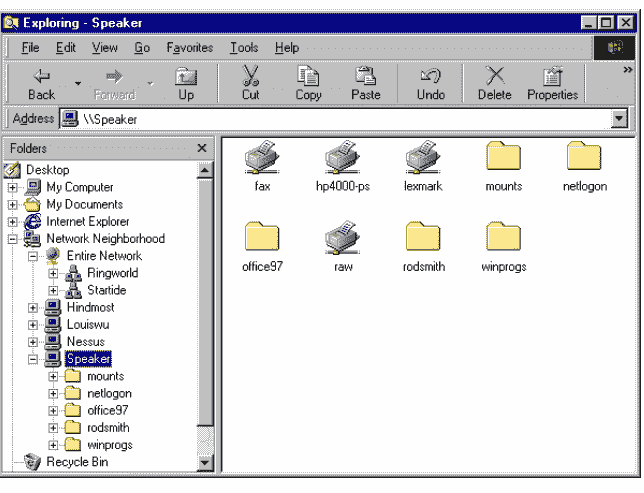 Exploring - Speaker
File Edit View Go Favorites Tools Help
Back Forward Up Cut Copy Paste Undo Delete Properties »
Address \\Speaker
Folders
Desktop
My Computer
My Documents
Internet Explorer
Network Neighborhood
Entire Network
Ringworld
Startide
Hindmost
Louiswu
Nessus
Speaker
mounts
netlogon
office97
rodsmith
winprogs
Recycle Bin
fax hp4000-ps lexmark mounts netlogon
office97 raw rodsmith winprogs